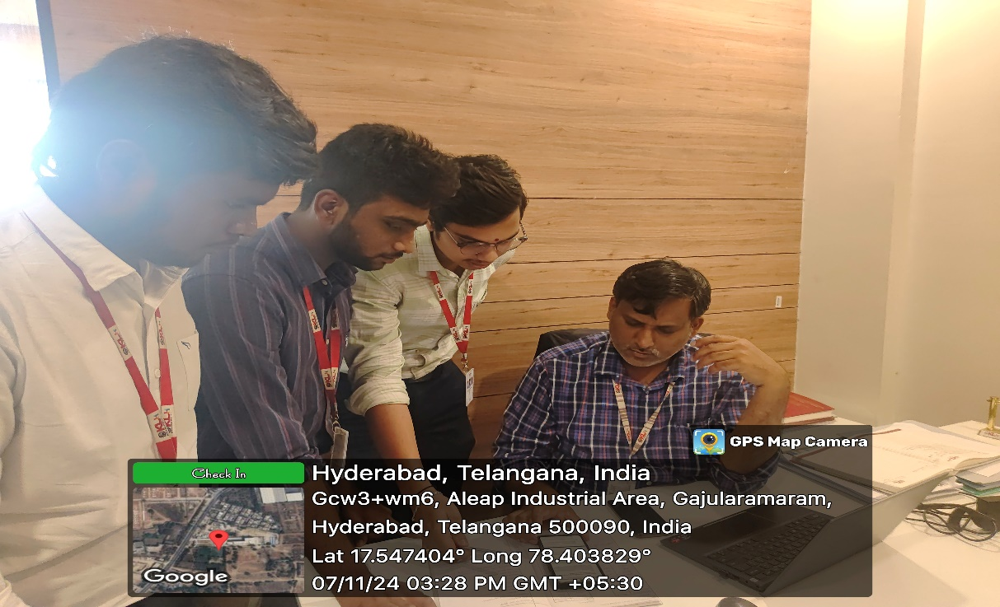 GPS Map Camera
Check In
Hyderabad, Telangana, India
Gcw3+wm6, Aleap Industrial Area, Gajularamaram,
Hyderabad, Telangana 500090, India
Lat 17.547404° Long 78.403829°
07/11/24 03:28 PM GMT +05:30
Google